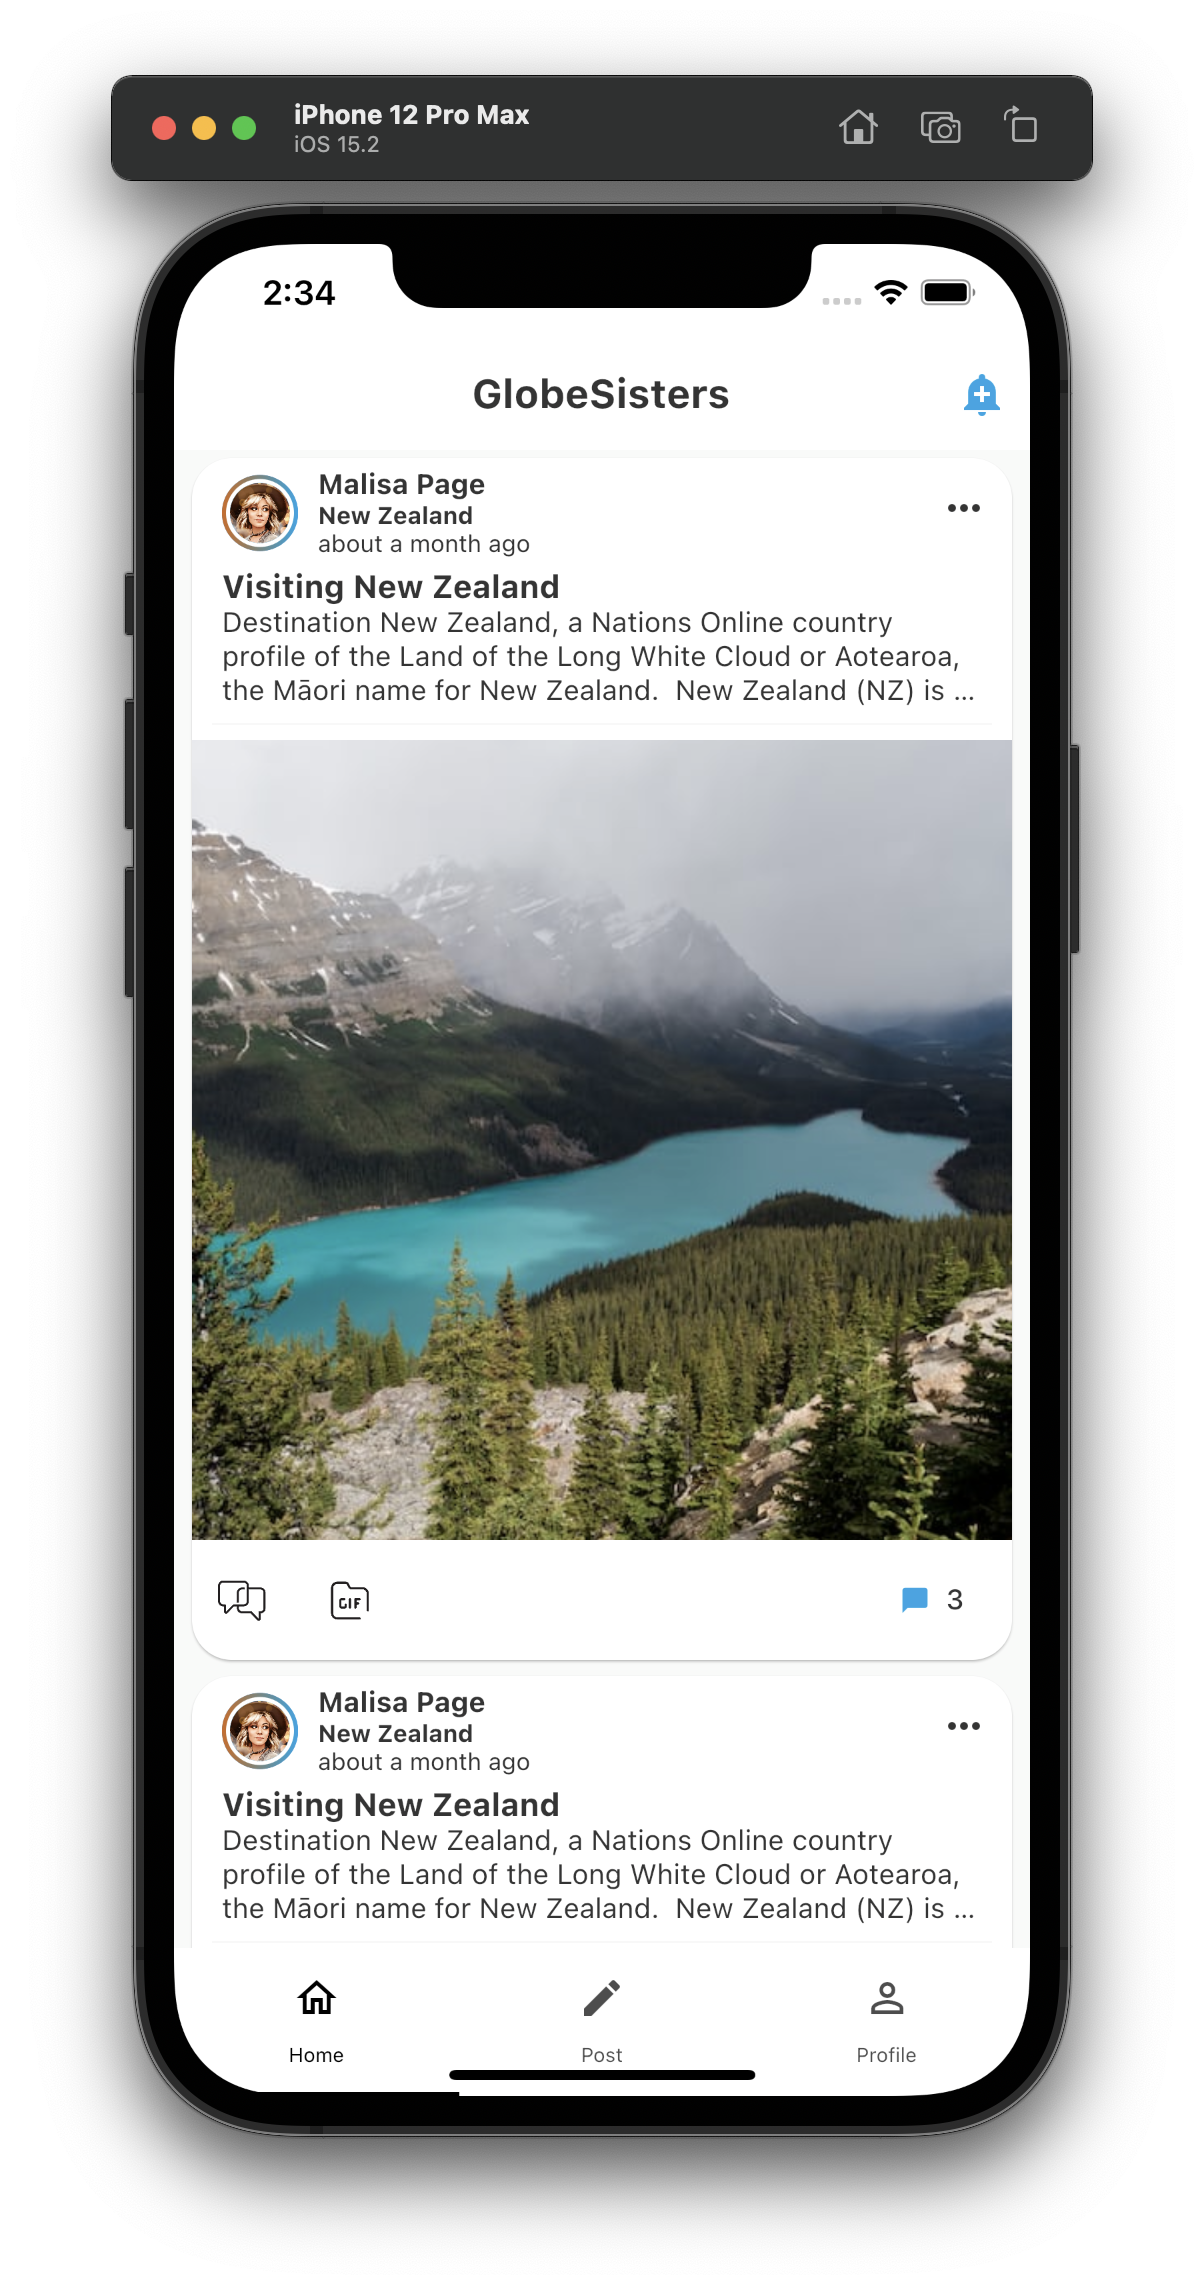 iPhone 12 Pro Max
iOS 15.2
2:34
GlobeSisters
Malisa Page
New Zealand
about a month ago
Visiting New Zealand
Destination New Zealand, a Nations Online country
profile of the Land of the Long White Cloud or Aotearoa,
the Māori name for New Zealand.  New Zealand (NZ) is ...
GIF
3
Malisa Page
New Zealand
about a month ago
Visiting New Zealand
Destination New Zealand, a Nations Online country
profile of the Land of the Long White Cloud or Aotearoa,
the Māori name for New Zealand.  New Zealand (NZ) is ...
Home
Post
Profile